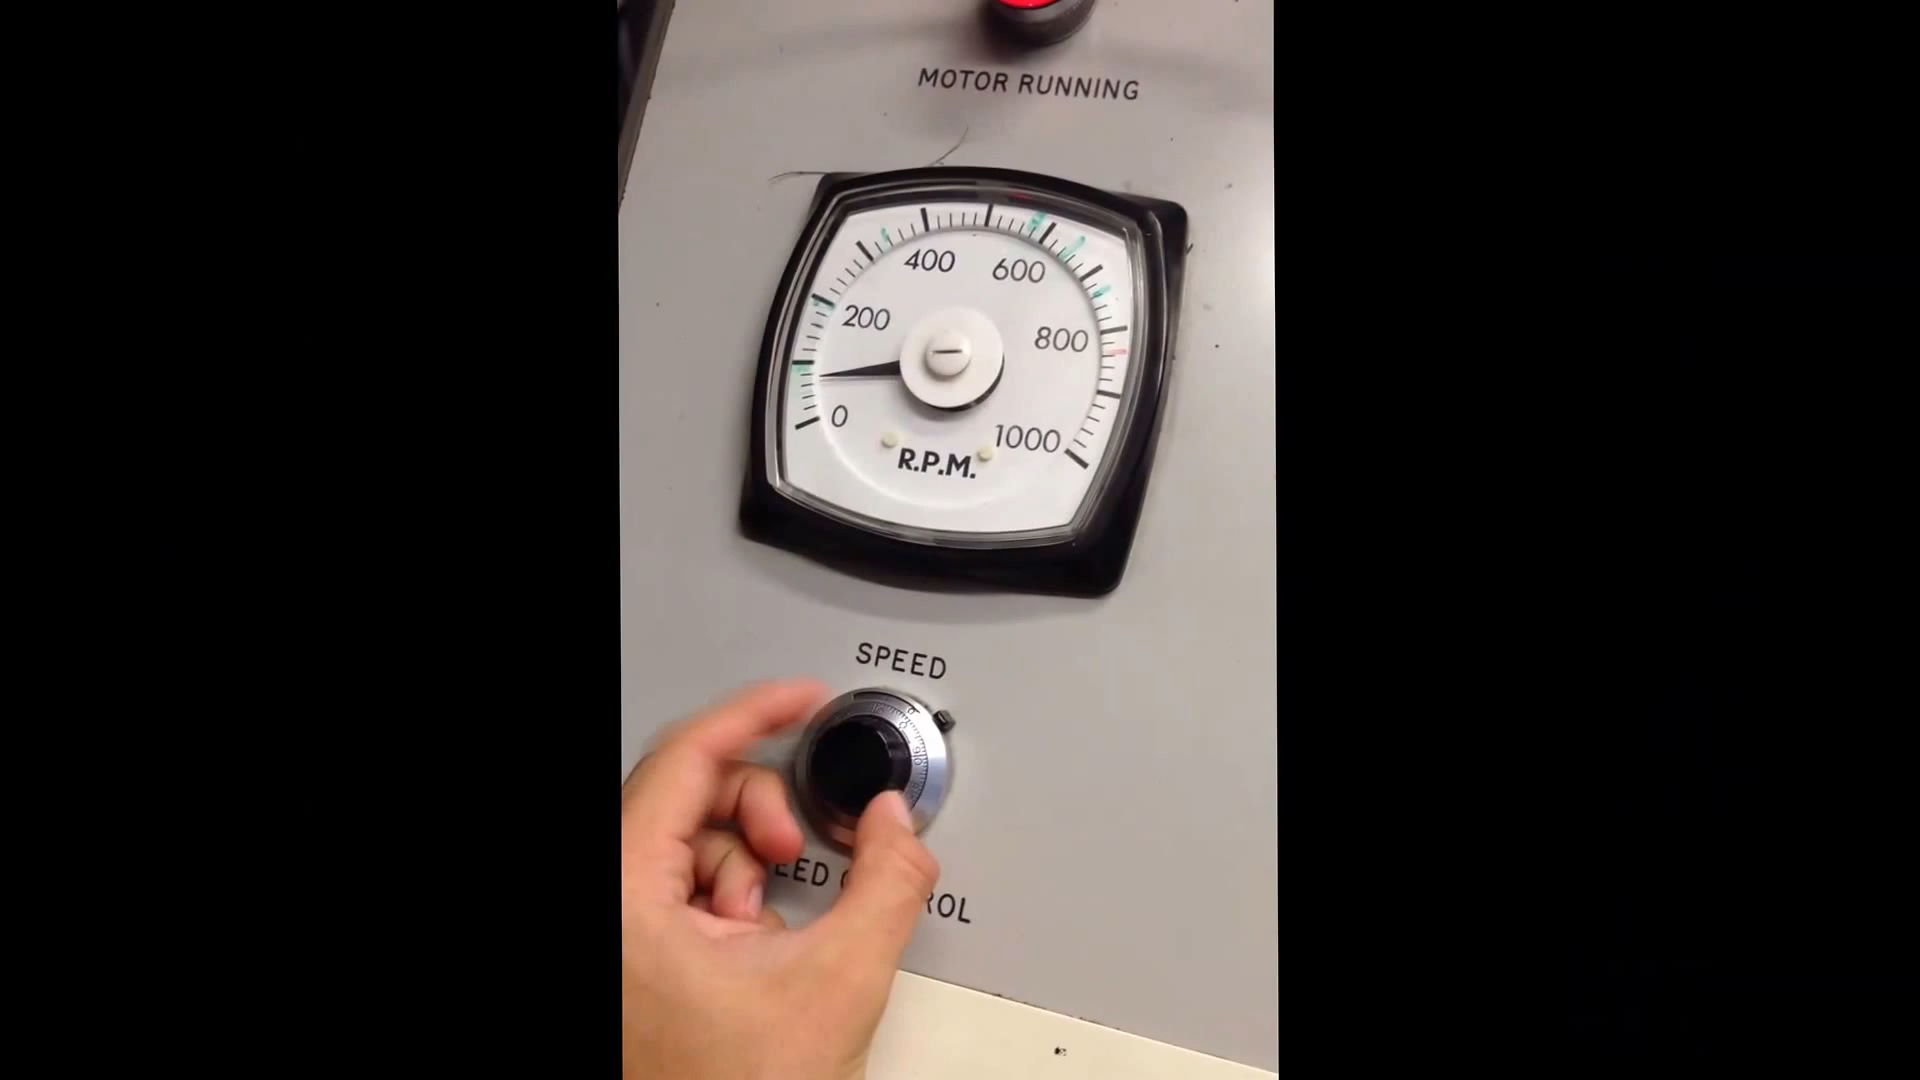 MOTOR RUNNING
400 600
200 800
0 1000
R.P.M.
SPEED